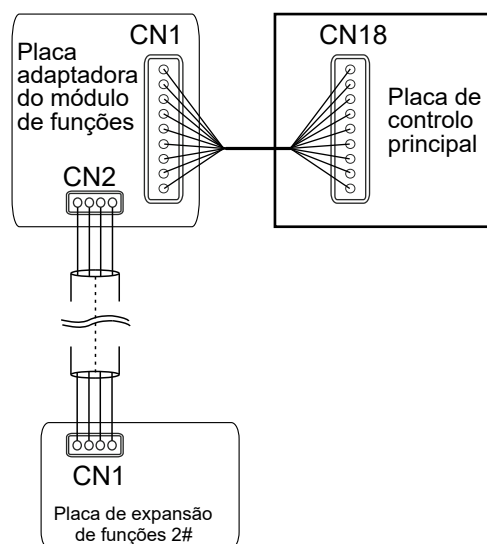 CN1
CN18
Placa
adaptadora
do módulo
de funções
Placa de
controlo
principal
CN2
CN1
Placa de expansão
de funções 2#